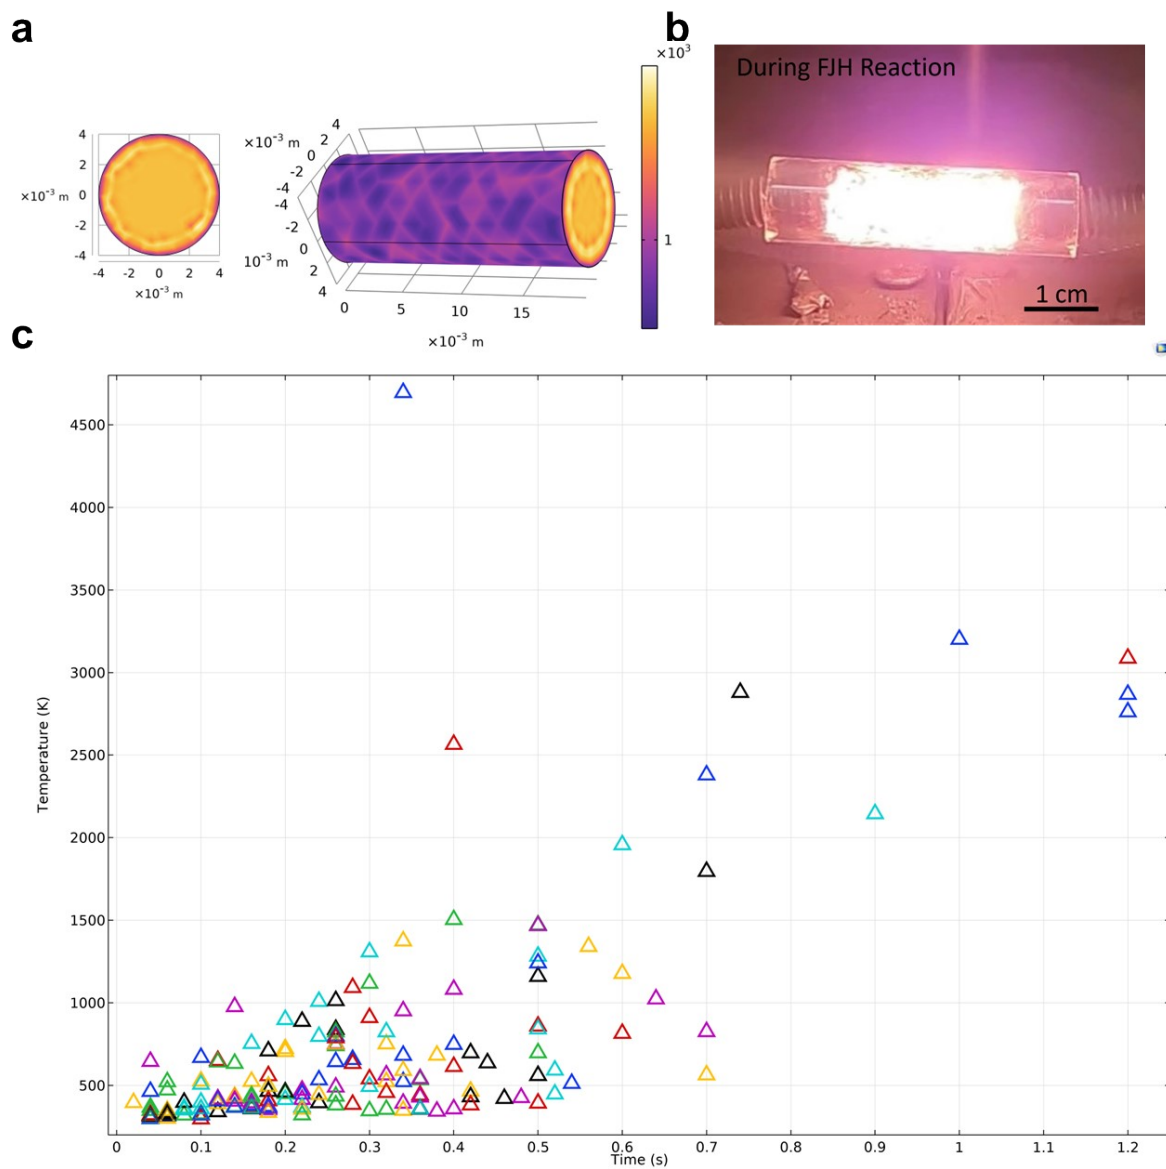 a
b
×10³
During FJH Reaction
4
2
0
-2
-4
×10⁻³ m
-4 -2 0 2 4
×10⁻³ m
4
2
0
-2
-4
×10⁻³ m
-4
-2
0
2
4
10⁻³ m
0 5 10 15
×10⁻³ m
1
1 cm
c
4500
4000
3500
3000
2500
2000
1500
1000
500
Temperature (K)
0 0.1 0.2 0.3 0.4 0.5 0.6 0.7 0.8 0.9 1 1.1 1.2
Time (s)